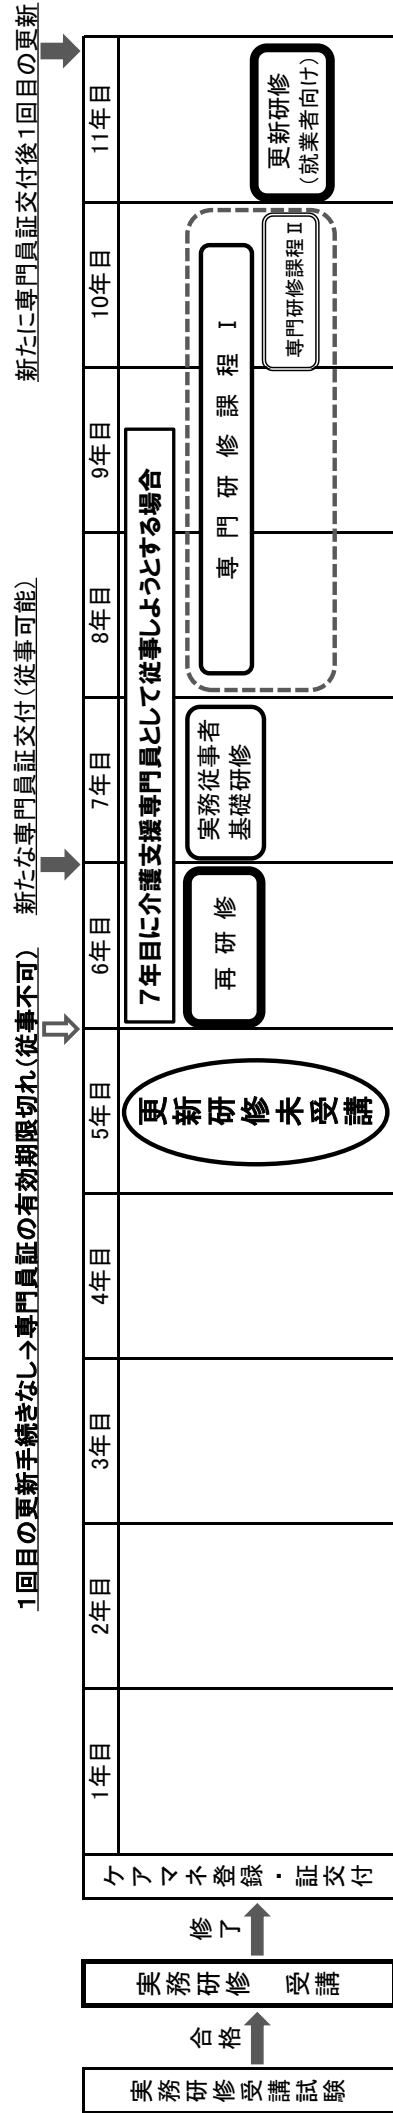 1回目の更新手続きなし→専門員証の有効期限切れ(従事不可)
新たな専門員証交付(従事可能)
新たに専門員証交付後1回目の更新
実務研修受講試験
合格
実務研修　受講
修了
ケアマネ登録・証交付
1年目
2年目
3年目
4年目
5年目
6年目
7年目
8年目
9年目
10年目
11年目
更新研修未受講
7年目に介護支援専門員として従事しようとする場合
再研修
実務従事者
基礎研修
専門研修課程Ⅰ
専門研修課程Ⅱ
更新研修
(就業者向け)